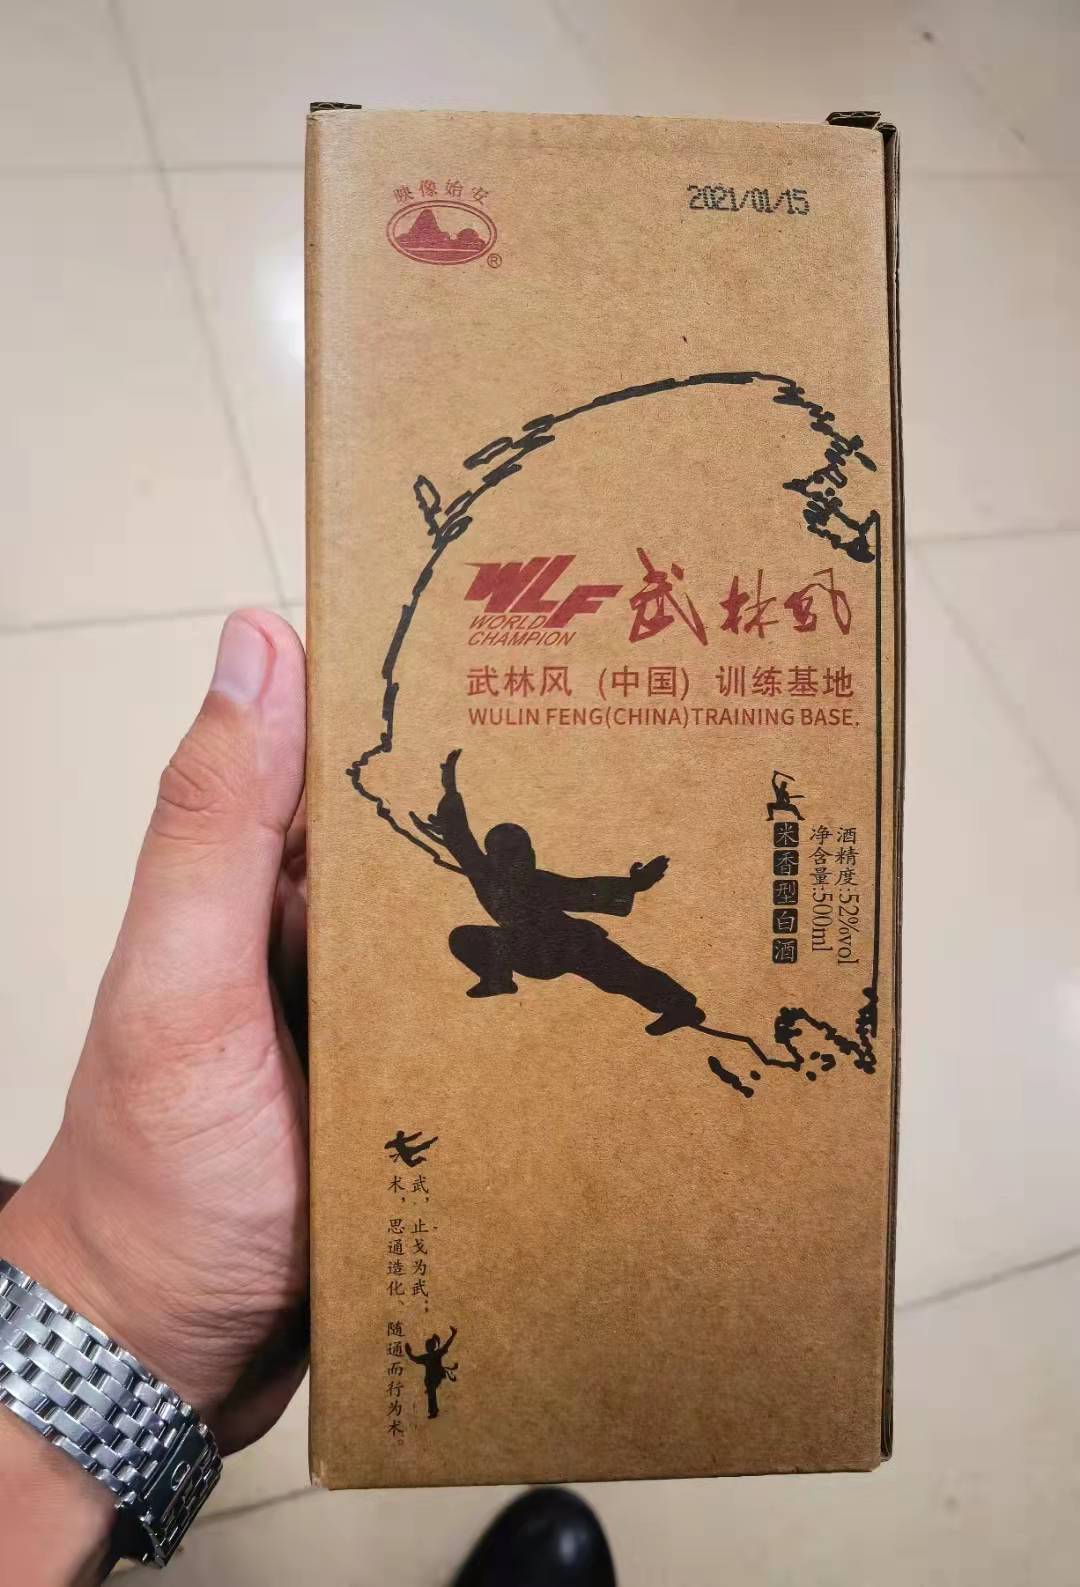 映像始安
®
2021/01/15
WLF
WORLD
CHAMPION
武林风
武林风（中国）训练基地
WULIN FENG(CHINA)TRAINING BASE.
酒精度:52%vol
净含量:500ml
米香型白酒
武，止戈为武；
术，思通造化、随通而行为术。